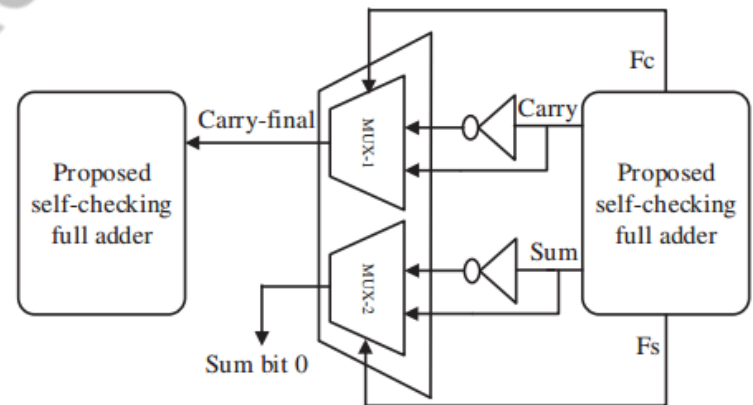 Fc
Carry-final
Carry
MUX-1
Proposed
self-checking
full adder
Proposed
self-checking
full adder
Sum
MUX-2
Sum bit 0
Fs